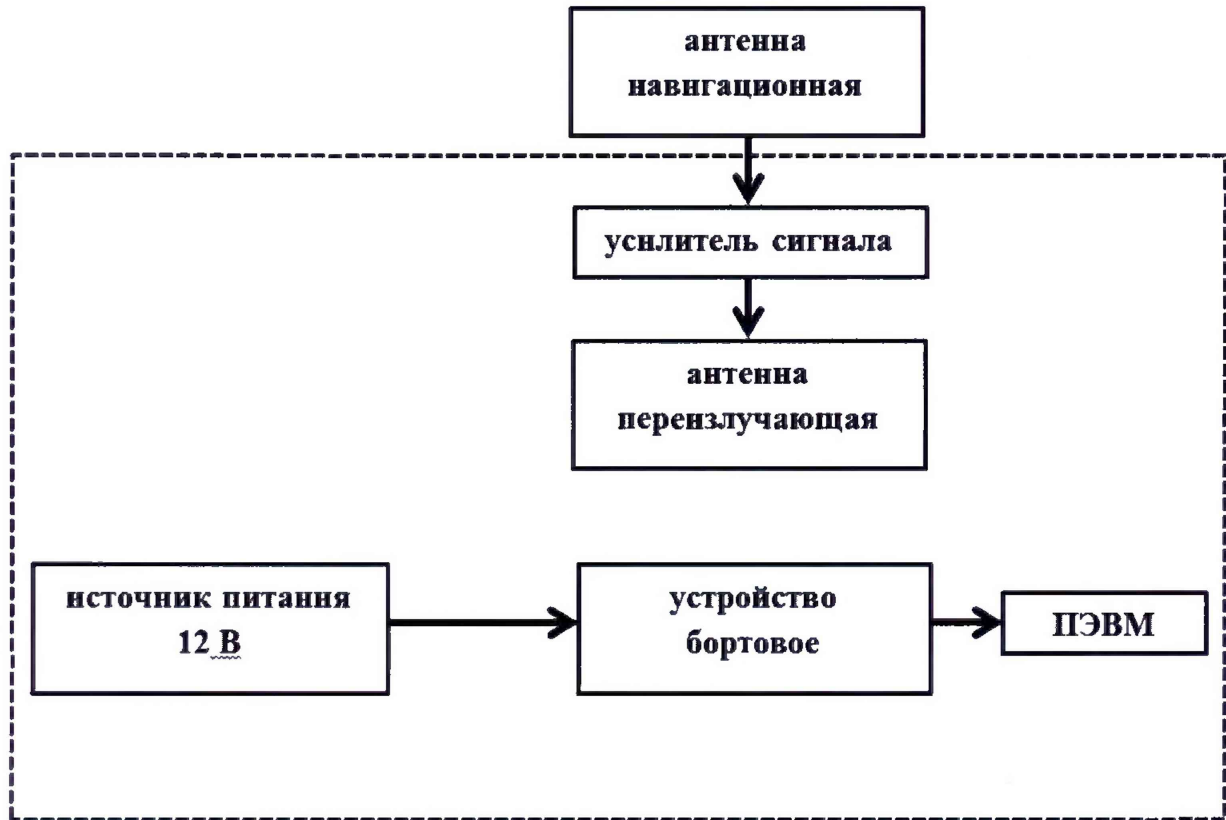 антенна
навигационная
усилитель сигнала
антенна
переизлучающая
источник питания
12 В
устройство
бортовое
ПЭВМ